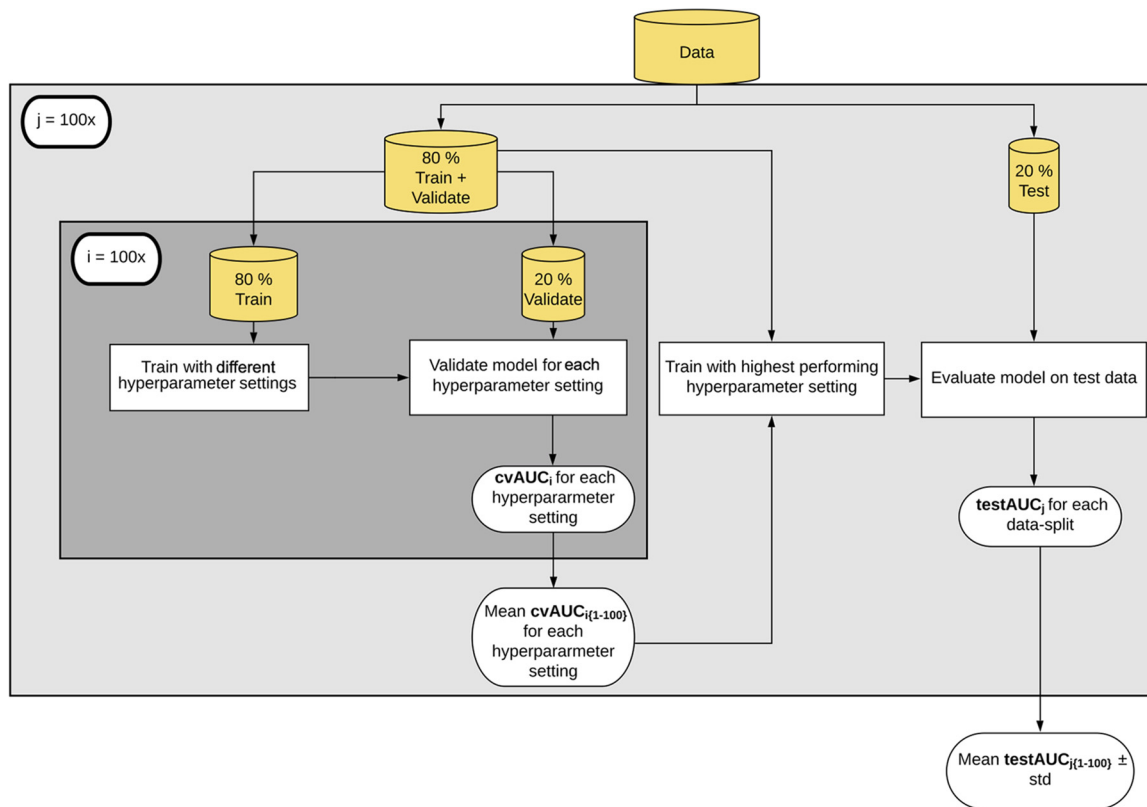 Data
j = 100x
80 %
Train +
Validate
20 %
Test
i = 100x
80 %
Train
20 %
Validate
Train with different
hyperparameter settings
Validate model for each
hyperparameter setting
Train with highest performing
hyperparameter setting
Evaluate model on test data
cvAUCi for each
hyperpararmeter
setting
testAUCj for each
data-split
Mean cvAUCi{1-100}
for each
hyperpararmeter
setting
Mean testAUCj{1-100} ±
std